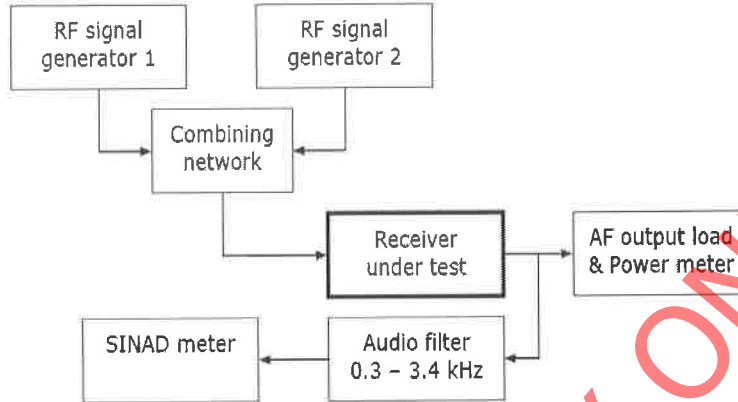 RF signal
generator 1
RF signal
generator 2
Combining
network
Receiver
under test
AF output load
& Power meter
SINAD meter
Audio filter
0.3 – 3.4 kHz